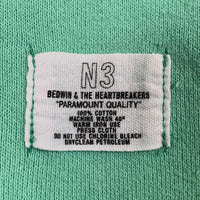 N3
BEDWIN & THE HEARTBREAKERS
"PARAMOUNT QUALITY"
100% COTTON
MACHINE WASH 40°
WARM IRON USE
PRESS CLOTH
DO NOT USE CHLORINE BLEACH
DRYCLEAN PETROLEUM